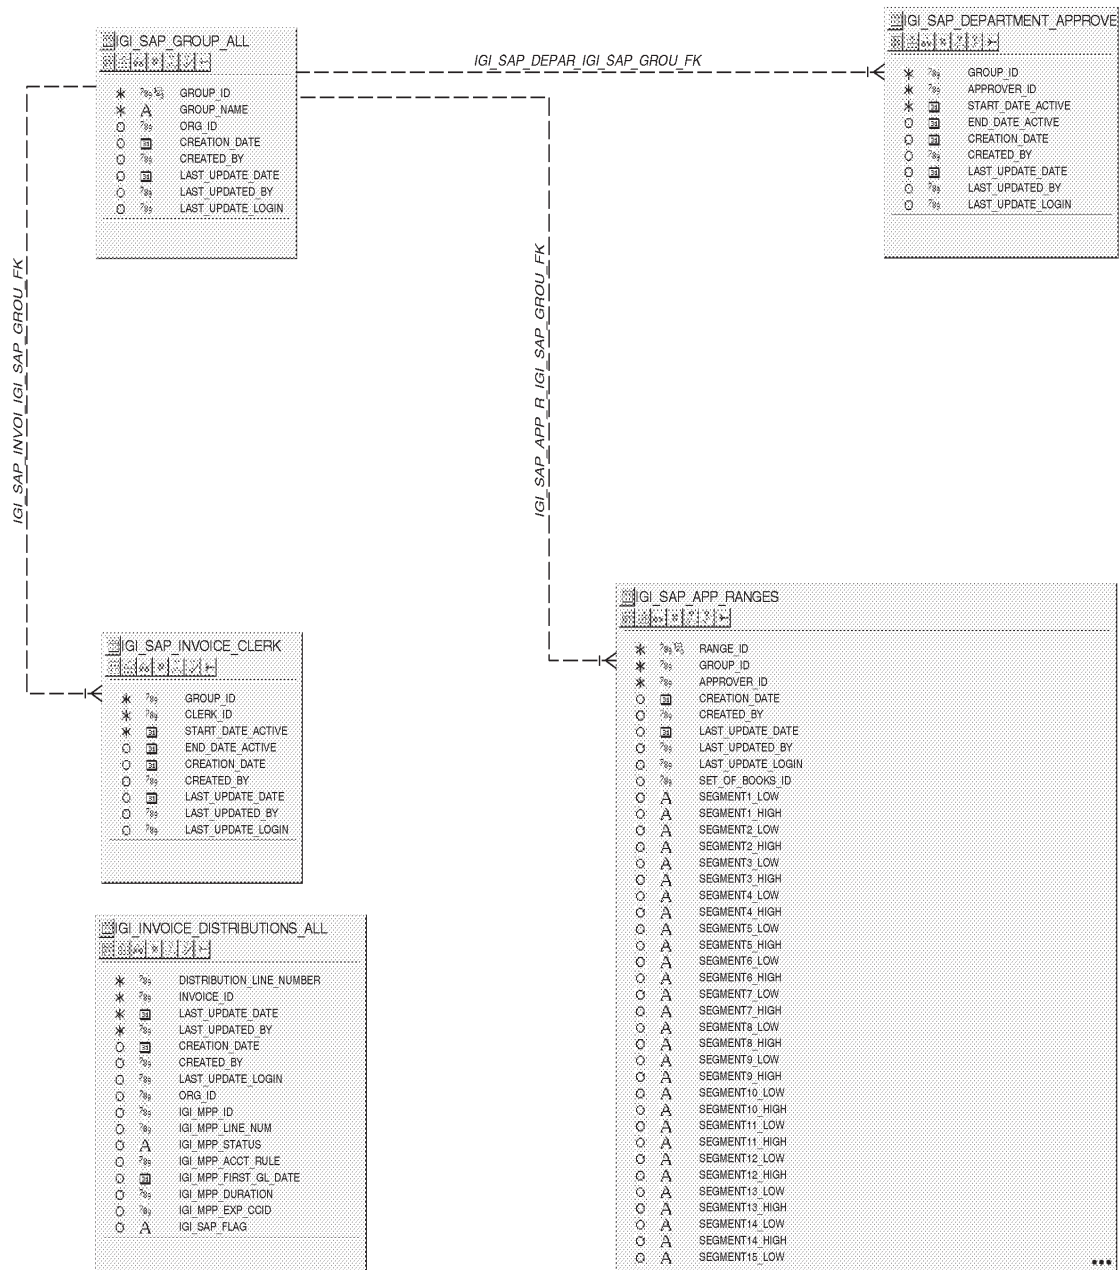 IGI_SAP_GROUP_ALL
GROUP_ID
GROUP_NAME
ORG_ID
CREATION_DATE
CREATED_BY
LAST_UPDATE_DATE
LAST_UPDATED_BY
LAST_UPDATE_LOGIN
IGI_SAP_DEPAR_IGI_SAP_GROU_FK
IGI_SAP_DEPARTMENT_APPROVE
GROUP_ID
APPROVER_ID
START_DATE_ACTIVE
END_DATE_ACTIVE
CREATION_DATE
CREATED_BY
LAST_UPDATE_DATE
LAST_UPDATED_BY
LAST_UPDATE_LOGIN
IGI_SAP_INVOI_IGI_SAP_GROU_FK
IGI_SAP_APP_R_IGI_SAP_GROU_FK
IGI_SAP_INVOICE_CLERK
GROUP_ID
CLERK_ID
START_DATE_ACTIVE
END_DATE_ACTIVE
CREATION_DATE
CREATED_BY
LAST_UPDATE_DATE
LAST_UPDATED_BY
LAST_UPDATE_LOGIN
IGI_INVOICE_DISTRIBUTIONS_ALL
DISTRIBUTION_LINE_NUMBER
INVOICE_ID
LAST_UPDATE_DATE
LAST_UPDATED_BY
CREATION_DATE
CREATED_BY
LAST_UPDATE_LOGIN
ORG_ID
IGI_MPP_ID
IGI_MPP_LINE_NUM
IGI_MPP_STATUS
IGI_MPP_ACCT_RULE
IGI_MPP_FIRST_GL_DATE
IGI_MPP_DURATION
IGI_MPP_EXP_CCID
IGI_SAP_FLAG
IGI_SAP_APP_RANGES
RANGE_ID
GROUP_ID
APPROVER_ID
CREATION_DATE
CREATED_BY
LAST_UPDATE_DATE
LAST_UPDATED_BY
LAST_UPDATE_LOGIN
SET_OF_BOOKS_ID
SEGMENT1_LOW
SEGMENT1_HIGH
SEGMENT2_LOW
SEGMENT2_HIGH
SEGMENT3_LOW
SEGMENT3_HIGH
SEGMENT4_LOW
SEGMENT4_HIGH
SEGMENT5_LOW
SEGMENT5_HIGH
SEGMENT6_LOW
SEGMENT6_HIGH
SEGMENT7_LOW
SEGMENT7_HIGH
SEGMENT8_LOW
SEGMENT8_HIGH
SEGMENT9_LOW
SEGMENT9_HIGH
SEGMENT10_LOW
SEGMENT10_HIGH
SEGMENT11_LOW
SEGMENT11_HIGH
SEGMENT12_LOW
SEGMENT12_HIGH
SEGMENT13_LOW
SEGMENT13_HIGH
SEGMENT14_LOW
SEGMENT14_HIGH
SEGMENT15_LOW
...